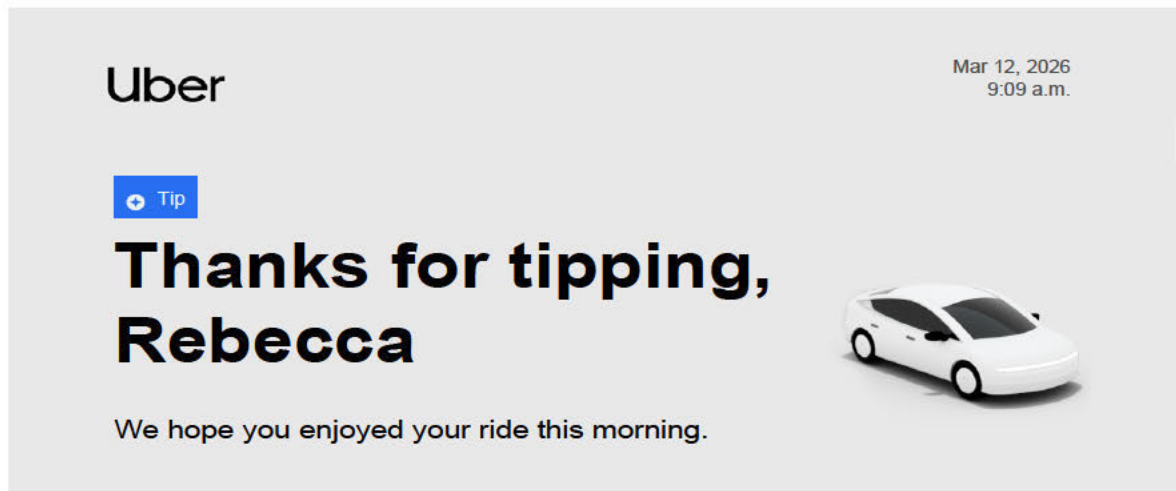 Uber
Mar 12, 2026
9:09 a.m.
Tip
Thanks for tipping,
Rebecca
We hope you enjoyed your ride this morning.